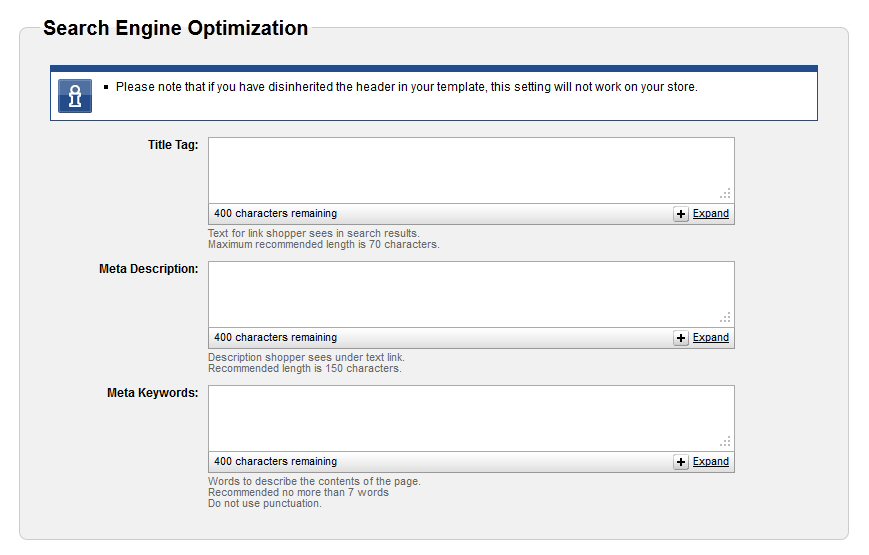 Search Engine Optimization
Please note that if you have disinherited the header in your template, this setting will not work on your store.
Title Tag:
400 characters remaining
Expand
Text for link shopper sees in search results.
Maximum recommended length is 70 characters.
Meta Description:
400 characters remaining
Expand
Description shopper sees under text link.
Recommended length is 150 characters.
Meta Keywords:
400 characters remaining
Expand
Words to describe the contents of the page.
Recommended no more than 7 words
Do not use punctuation.